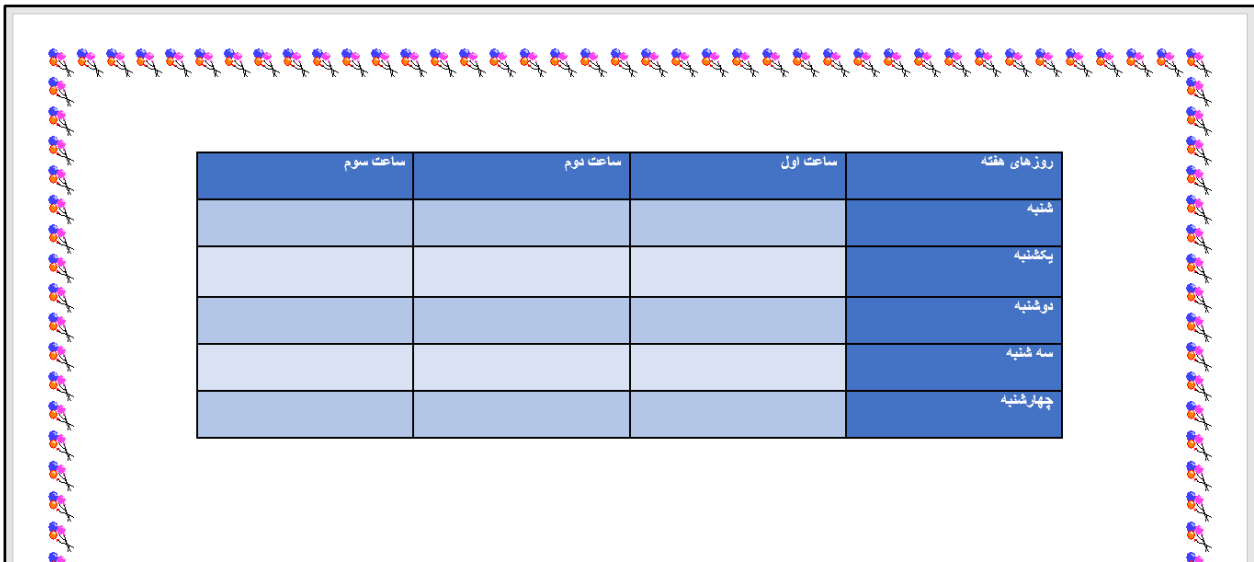 روزهای هفته ساعت اول ساعت دوم ساعت سوم
شنبه
یکشنبه
دوشنبه
سه شنبه
چهارشنبه